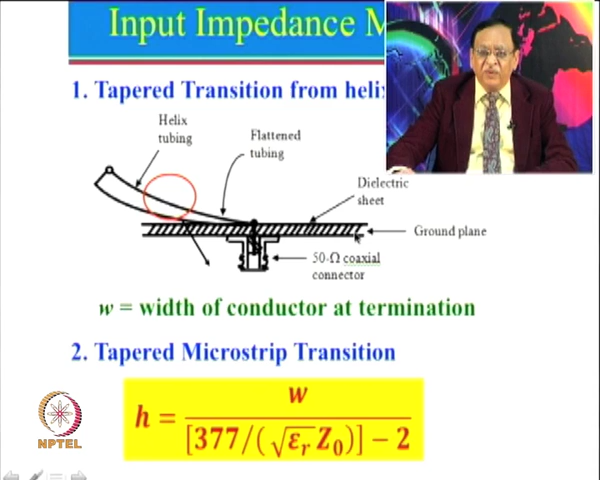 Input Impedance M
1. Tapered Transition from helix
Helix
tubing
Flattened
tubing
Dielectric
sheet
Ground plane
50-Ω coaxial
connector
w = width of conductor at termination
2. Tapered Microstrip Transition
h = w / [377/(√εr Z0)] − 2
NPTEL